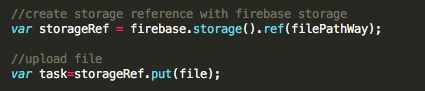 //create storage reference with firebase storage
var storageRef = firebase.storage().ref(filePathWay);
//upload file
var task=storageRef.put(file);